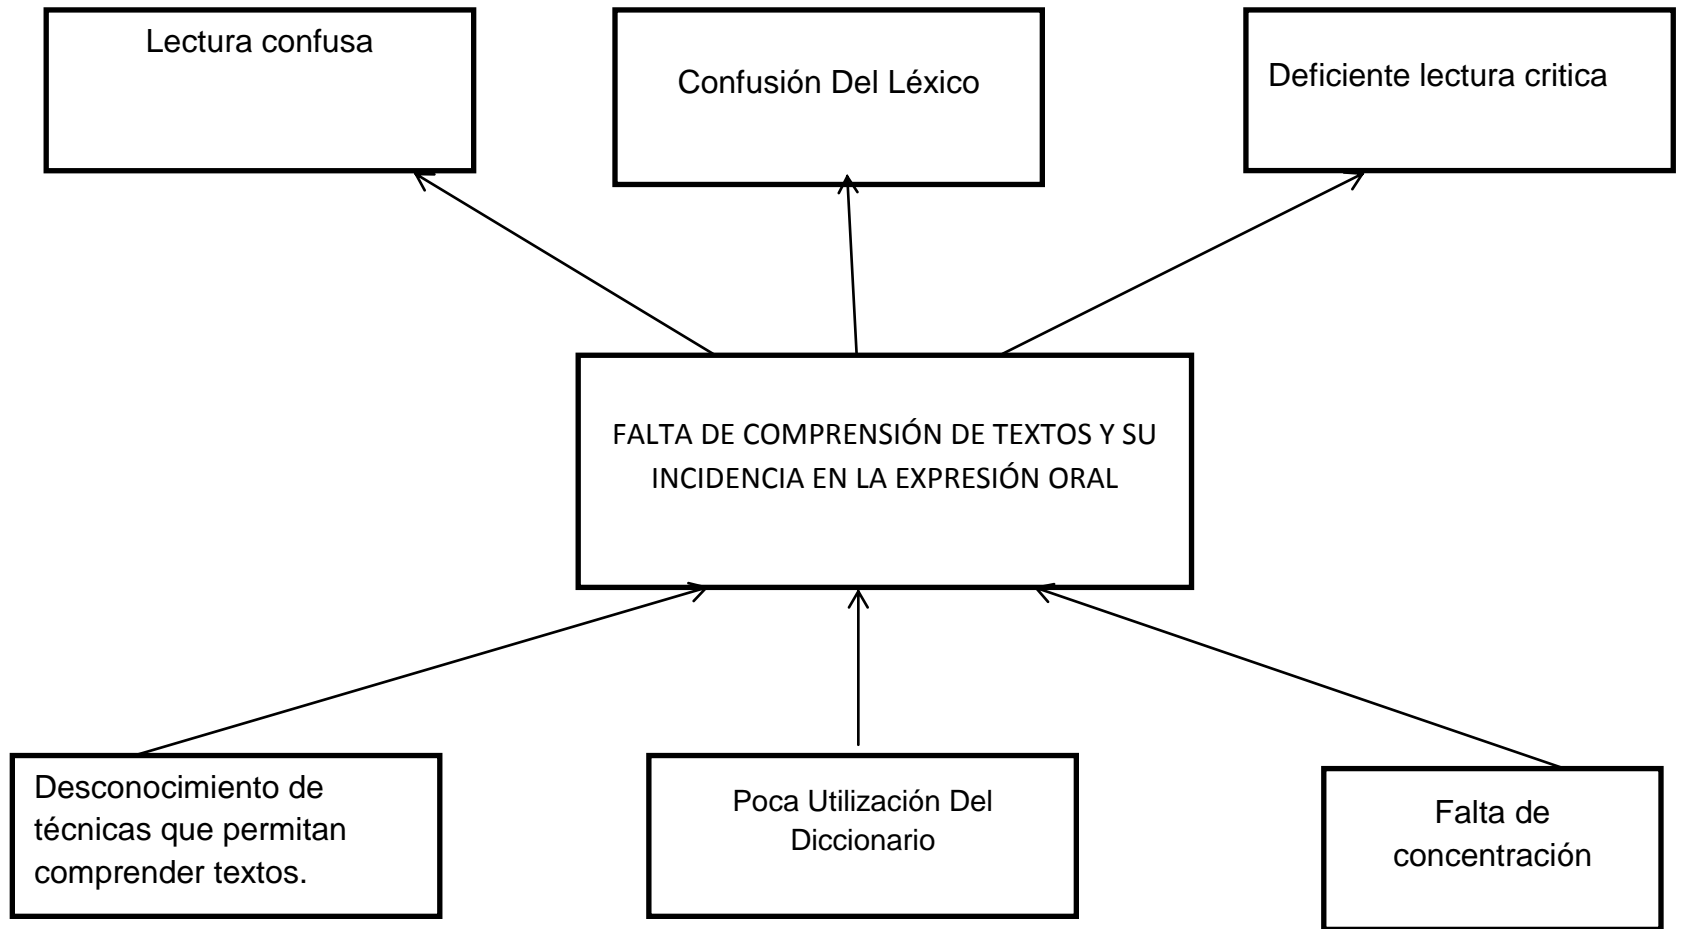 Lectura confusa
Confusión Del Léxico
Deficiente lectura critica
FALTA DE COMPRENSIÓN DE TEXTOS Y SU
INCIDENCIA EN LA EXPRESIÓN ORAL
Desconocimiento de
técnicas que permitan
comprender textos.
Poca Utilización Del
Diccionario
Falta de
concentración